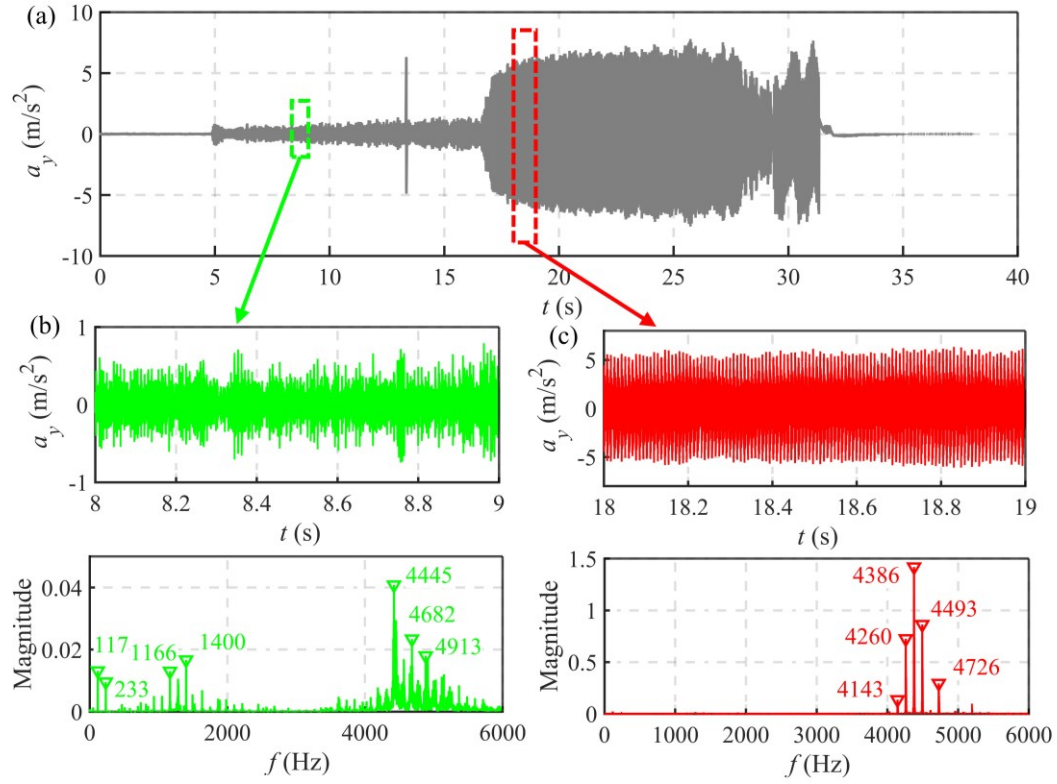 (a)
10
5
0
-5
-10
a_y (m/s²)
0 5 10 15 20 25 30 35 40
t (s)
(b)
1
0
-1
a_y (m/s²)
8 8.2 8.4 8.6 8.8 9
t (s)
(c)
5
0
-5
a_y (m/s²)
18 18.2 18.4 18.6 18.8 19
t (s)
0.04
0.02
0
Magnitude
117
233
1166
1400
4445
4682
4913
0 2000 4000 6000
f (Hz)
1.5
1
0.5
0
Magnitude
4143
4260
4386
4493
4726
0 1000 2000 3000 4000 5000 6000
f (Hz)